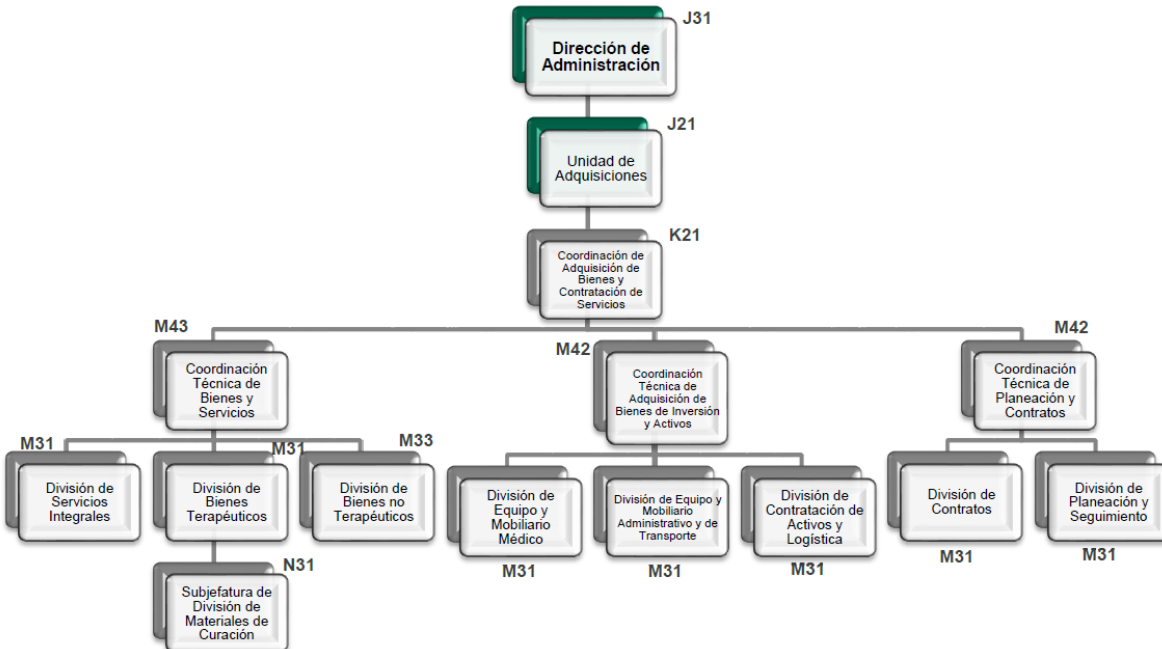 J31
Dirección de
Administración
J21
Unidad de
Adquisiciones
K21
Coordinación de
Adquisición de
Bienes y
Contratación de
Servicios
M43
Coordinación
Técnica de
Bienes y
Servicios
M42
Coordinación
Técnica de
Adquisición de
Bienes de Inversión
y Activos
M42
Coordinación
Técnica de
Planeación y
Contratos
M31
División de
Servicios
Integrales
M31
División de
Bienes
Terapéuticos
M33
División de
Bienes no
Terapéuticos
División de
Equipo y
Mobiliario
Médico
M31
División de Equipo y
Mobiliario
Administrativo y de
Transporte
M31
División de
Contratación de
Activos y
Logística
M31
División de
Contratos
M31
División de
Planeación y
Seguimiento
M31
N31
Subjefatura de
División de
Materiales de
Curación